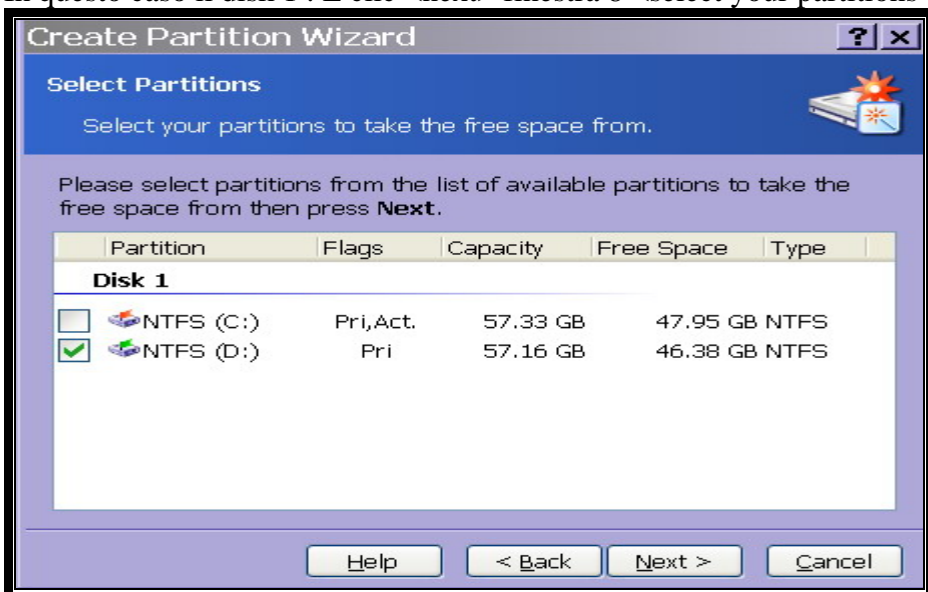 Create Partition Wizard
Select Partitions
Select your partitions to take the free space from.
Please select partitions from the list of available partitions to take the
free space from then press Next.
Partition Flags Capacity Free Space Type
Disk 1
NTFS (C:) Pri,Act. 57.33 GB 47.95 GB NTFS
NTFS (D:) Pri 57.16 GB 46.38 GB NTFS
Help < Back Next > Cancel